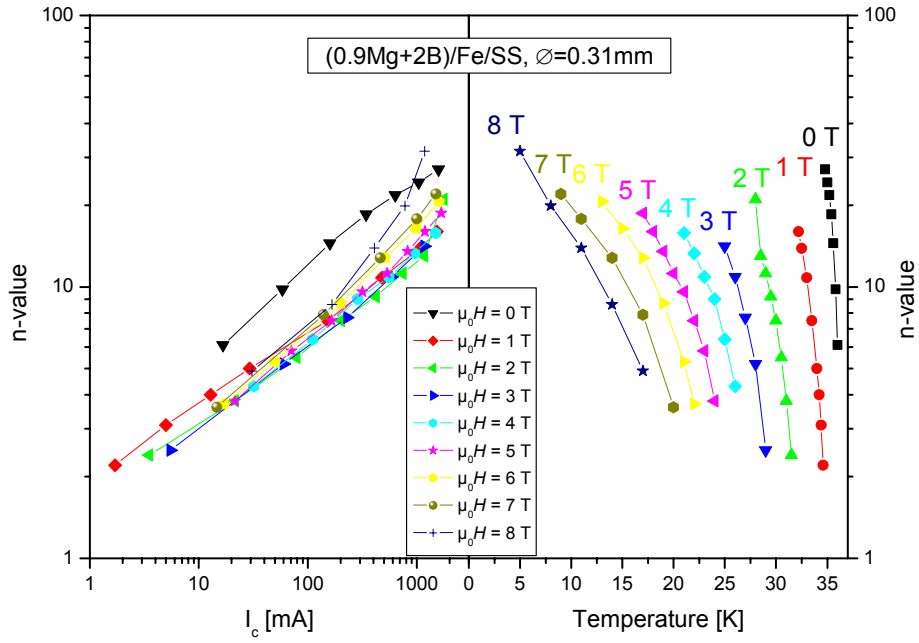 (0.9Mg+2B)/Fe/SS, ∅=0.31mm
100
10
1
n-value
1
10
100
1000
I_c [mA]
μ₀H = 0 T
μ₀H = 1 T
μ₀H = 2 T
μ₀H = 3 T
μ₀H = 4 T
μ₀H = 5 T
μ₀H = 6 T
μ₀H = 7 T
μ₀H = 8 T
8 T
7 T
6 T
5 T
4 T
3 T
2 T
1 T
0 T
0
5
10
15
20
25
30
35
Temperature [K]
100
10
1
n-value